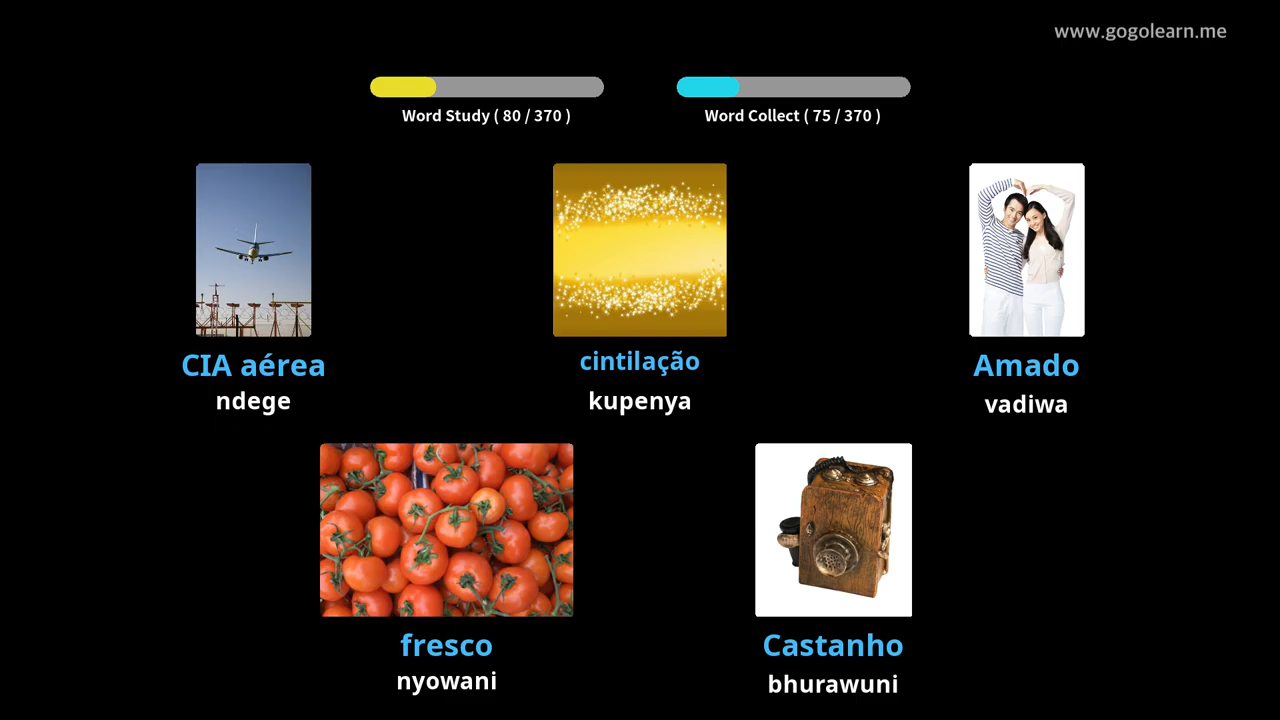 www.gogolearn.me
Word Study ( 80 / 370 )
Word Collect ( 75 / 370 )
CIA aérea
ndege
cintilação
kupenya
Amado
vadiwa
fresco
nyowani
Castanho
bhurawuni